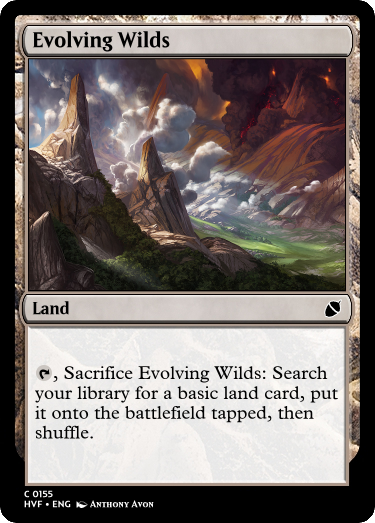 Evolving Wilds
Land
, Sacrifice Evolving Wilds: Search
your library for a basic land card, put
it onto the battlefield tapped, then
shuffle.
C 0155
HVF • ENG Anthony Avon